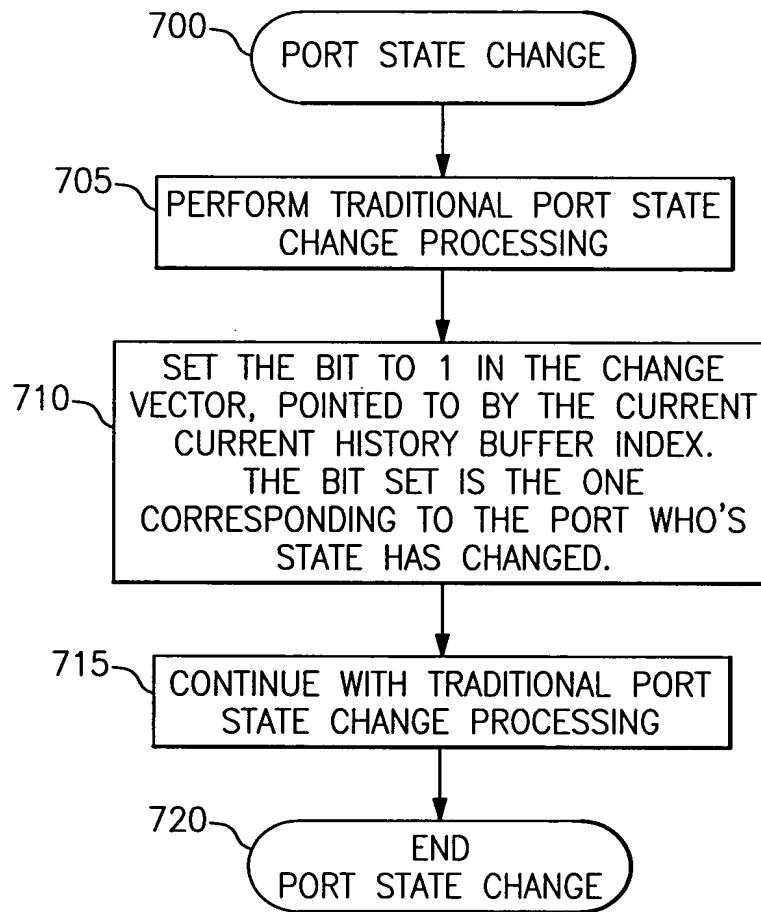 700
PORT STATE CHANGE
705
PERFORM TRADITIONAL PORT STATE
CHANGE PROCESSING
710
SET THE BIT TO 1 IN THE CHANGE
VECTOR, POINTED TO BY THE CURRENT
CURRENT HISTORY BUFFER INDEX.
THE BIT SET IS THE ONE
CORRESPONDING TO THE PORT WHO'S
STATE HAS CHANGED.
715
CONTINUE WITH TRADITIONAL PORT
STATE CHANGE PROCESSING
720
END
PORT STATE CHANGE